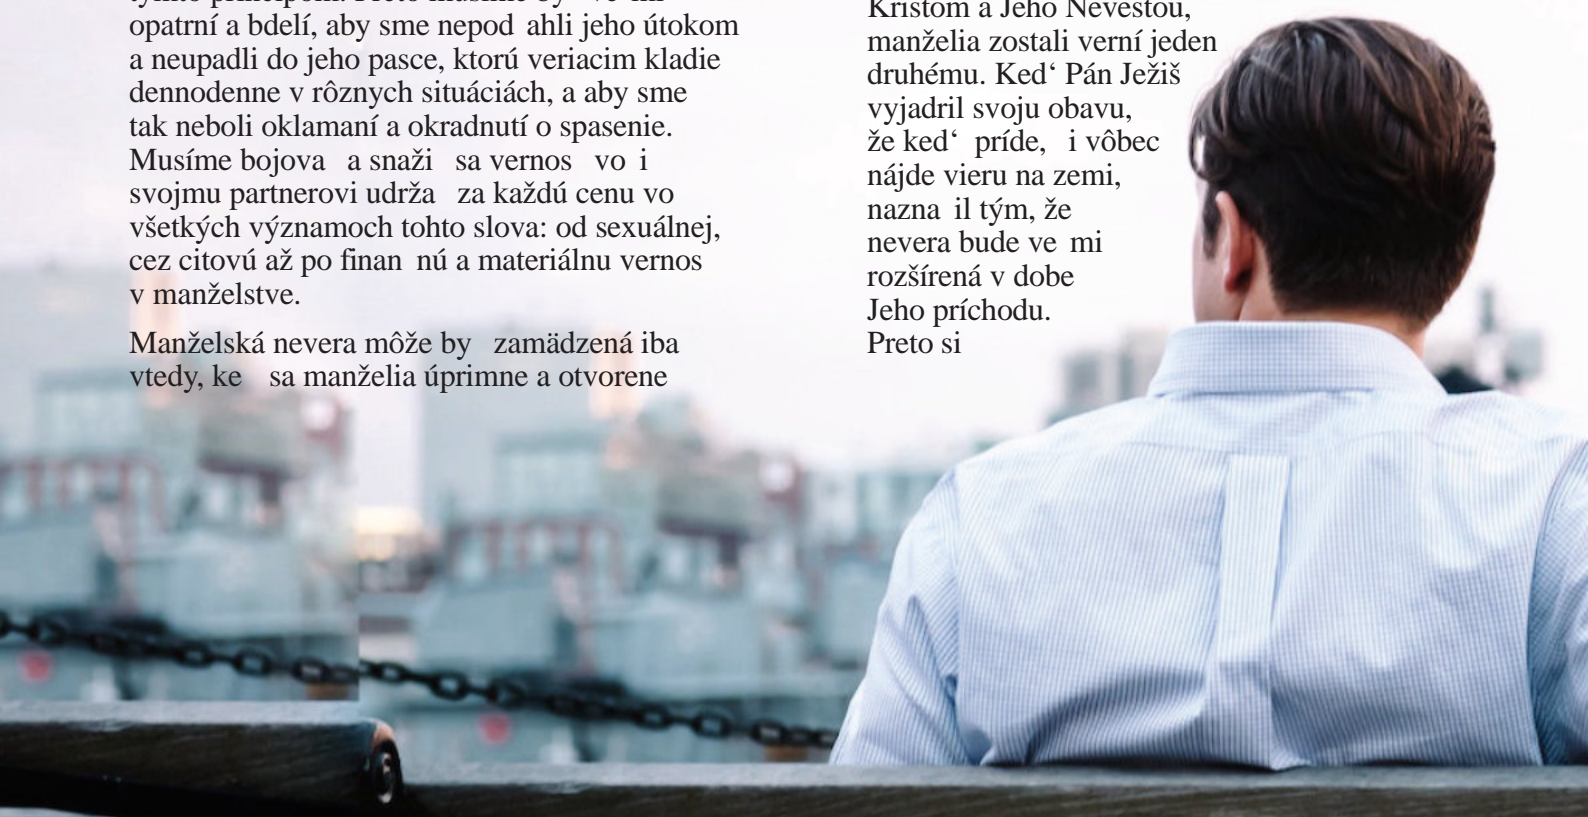 opatrní a bdelí, aby sme nepod ahli jeho útokom
a neupadli do jeho pasce, ktorú veriacim kladie
dennodenne v rôznych situáciách, a aby sme
tak neboli oklamaní a okradnutí o spasenie.
Musíme bojova a snaži sa vernos vo i
svojmu partnerovi udrža za každú cenu vo
všetkých významoch tohto slova: od sexuálnej,
cez citovú až po finan nú a materiálnu vernos
v manželstve.
Manželská nevera môže by zamädzená iba
vtedy, ke sa manželia úprimne a otvorene
Kristom a Jeho Nevestou,
manželia zostali verní jeden
druhému. Ked‘ Pán Ježiš
vyjadril svoju obavu,
že ked‘ príde, i vôbec
nájde vieru na zemi,
nazna il tým, že
nevera bude ve mi
rozšírená v dobe
Jeho príchodu.
Preto si